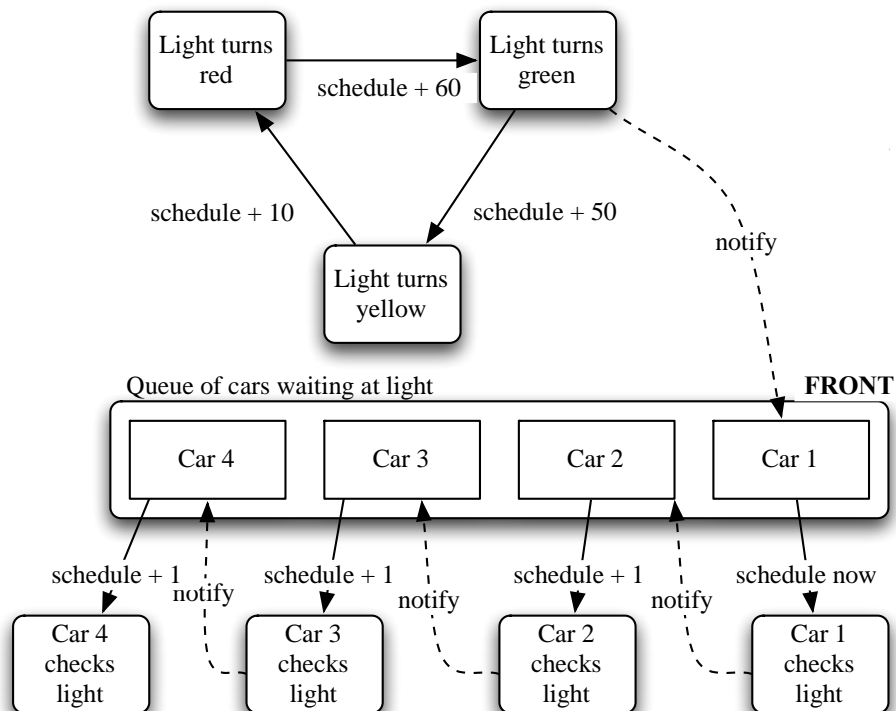 Light turns
red
Light turns
green
schedule + 60
schedule + 10
schedule + 50
notify
Light turns
yellow
Queue of cars waiting at light
FRONT
Car 4
Car 3
Car 2
Car 1
schedule + 1
schedule + 1
schedule + 1
schedule now
notify
notify
notify
Car 4
checks
light
Car 3
checks
light
Car 2
checks
light
Car 1
checks
light